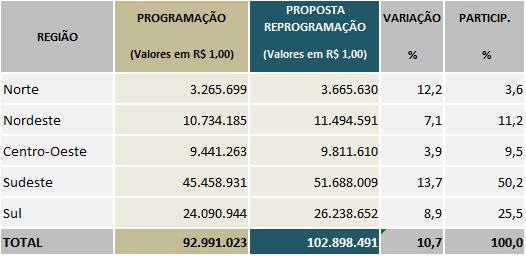 REGIÃO PROGRAMAÇÃO (Valores em R$ 1,00) PROPOSTA REPROGRAMAÇÃO (Valores em R$ 1,00) VARIAÇÃO % PARTICIP. %
Norte 3.265.699 3.665.630 12,2 3,6
Nordeste 10.734.185 11.494.591 7,1 11,2
Centro-Oeste 9.441.263 9.811.610 3,9 9,5
Sudeste 45.458.931 51.688.009 13,7 50,2
Sul 24.090.944 26.238.652 8,9 25,5
TOTAL 92.991.023 102.898.491 10,7 100,0